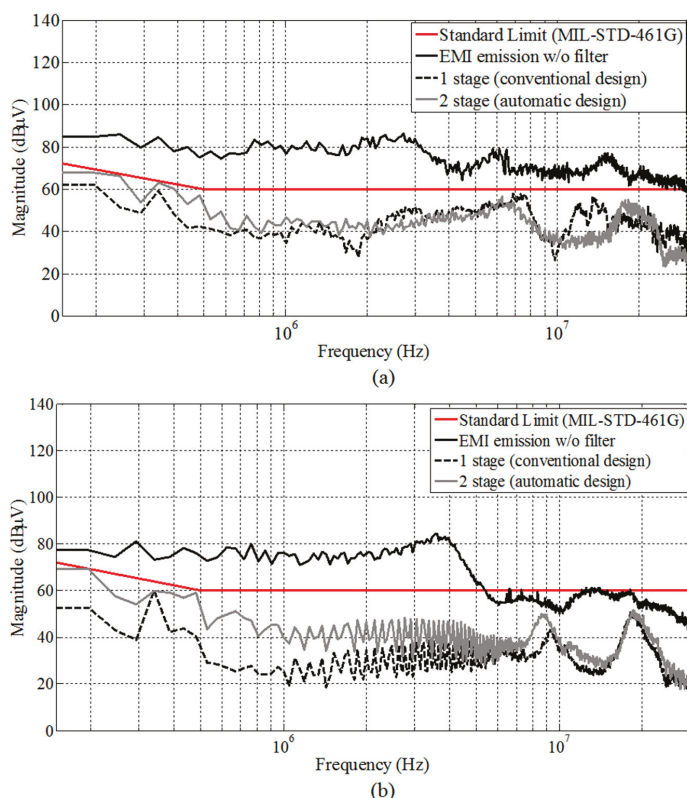 140
120
100
80
60
40
20
0
Magnitude (dBµV)
Standard Limit (MIL-STD-461G)
EMI emission w/o filter
1 stage (conventional design)
2 stage (automatic design)
10^6
10^7
Frequency (Hz)
(a)
140
120
100
80
60
40
20
0
Magnitude (dBµV)
Standard Limit (MIL-STD-461G)
EMI emission w/o filter
1 stage (conventional design)
2 stage (automatic design)
10^6
10^7
Frequency (Hz)
(b)